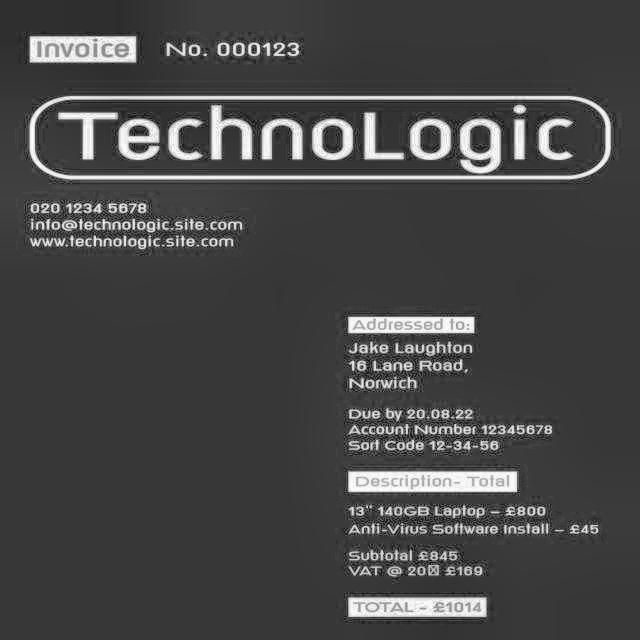 Invoice No. 000123
TechnoLogic
020 1234 5678
info@technologic.site.com
www.technologic.site.com
Addressed to:
Jake Laughton
16 Lane Road,
Norwich
Due by 20.08.22
Account Number 12345678
Sort Code 12-34-56
Description- Total
13" 140GB Laptop – £800
Anti-Virus Software Install – £45
Subtotal £845
VAT @ 20 £169
TOTAL - £1014